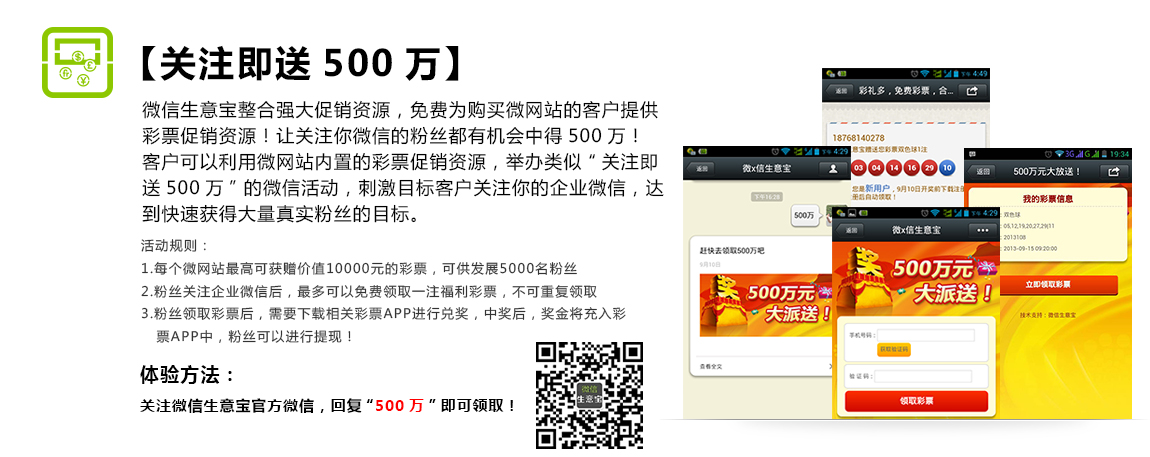 【关注即送 500 万】
微信生意宝整合强大促销资源，免费为购买微网站的客户提供
彩票促销资源！让关注你微信的粉丝都有机会中得 500 万！
客户可以利用微网站内置的彩票促销资源，举办类似“ 关注即
送 500 万 ”的微信活动，刺激目标客户关注你的企业微信，达
到快速获得大量真实粉丝的目标。
活动规则：
1.每个微网站最高可获赠价值10000元的彩票，可供发展5000名粉丝
2.粉丝关注企业微信后，最多可以免费领取一注福利彩票，不可重复领取
3.粉丝领取彩票后，需要下载相关彩票APP进行兑奖，中奖后，奖金将充入彩
票APP中，粉丝可以进行提现！
体验方法：
关注微信生意宝官方微信，回复“500 万 ”即可领取！
微信
生意宝
下午4:29
返回
微x信生意宝
下午16:28
500万
赶快去领取500万吧
9月10日
奖
500万元
大派送！
查看全文
下午 4:49
返回
彩礼多，免费彩票，合...
18768140278
意宝赠送您彩票双色球1注
03 04 14 16 29 10
您是新用户，9月10日开奖前下载注册
册后自动领取！
下午 4:29
返回
微x信生意宝
奖
500万元
大派送！
手机号码：
获取验证码
验 证 码：
领取彩票
3G G 19:34
返回
500万元大放送！
我的彩票信息
：双色球
：05,12,19,20,27,29|11
：2013108
：2013-09-15 09:20:00
立即领取彩票
技术支持：微信生意宝